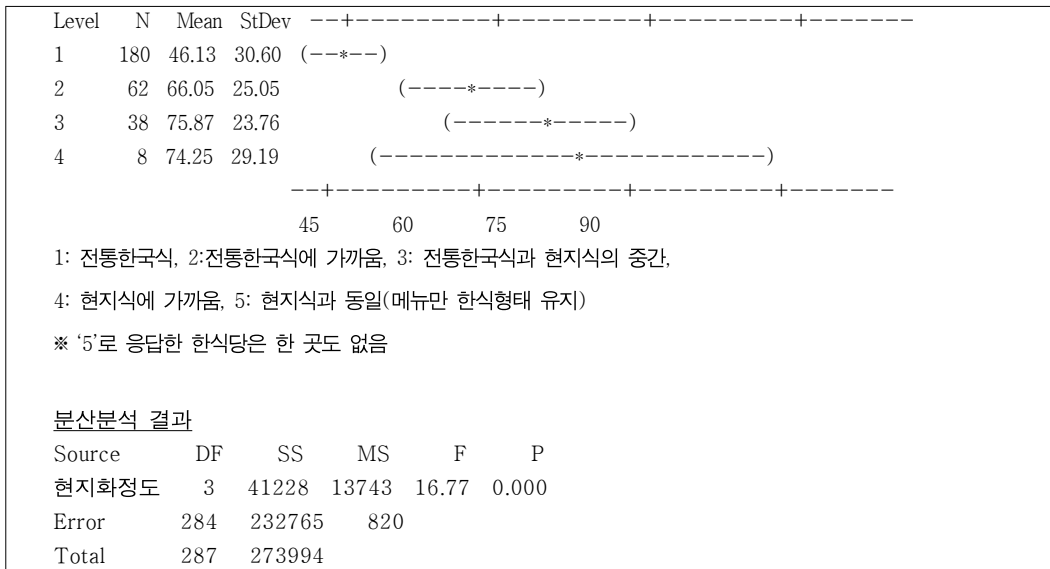 Level N Mean StDev --+---------+---------+---------+-------
1 180 46.13 30.60 (--*--)
2 62 66.05 25.05 (----*----)
3 38 75.87 23.76 (------*-----)
4 8 74.25 29.19 (-------------*------------)
--+---------+---------+---------+-------
45 60 75 90
1: 전통한국식, 2:전통한국식에 가까움, 3: 전통한국식과 현지식의 중간,
4: 현지식에 가까움, 5: 현지식과 동일(메뉴만 한식형태 유지)
※ ‘5’로 응답한 한식당은 한 곳도 없음
분산분석 결과
Source DF SS MS F P
현지화정도 3 41228 13743 16.77 0.000
Error 284 232765 820
Total 287 273994